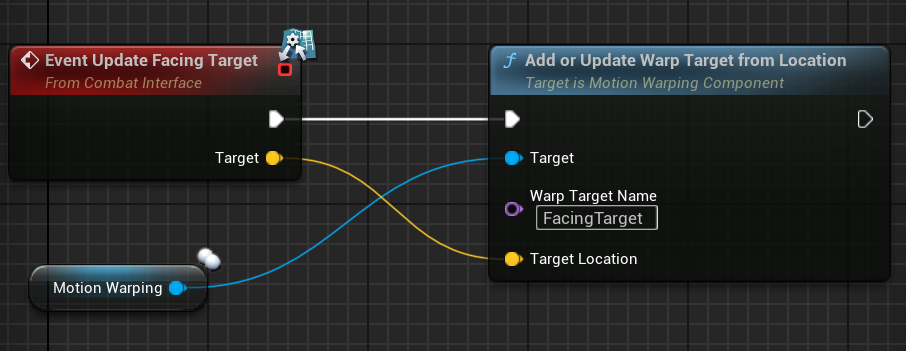 Event Update Facing Target
From Combat Interface
Target
Motion Warping
Add or Update Warp Target from Location
Target is Motion Warping Component
Target
Warp Target Name
FacingTarget
Target Location